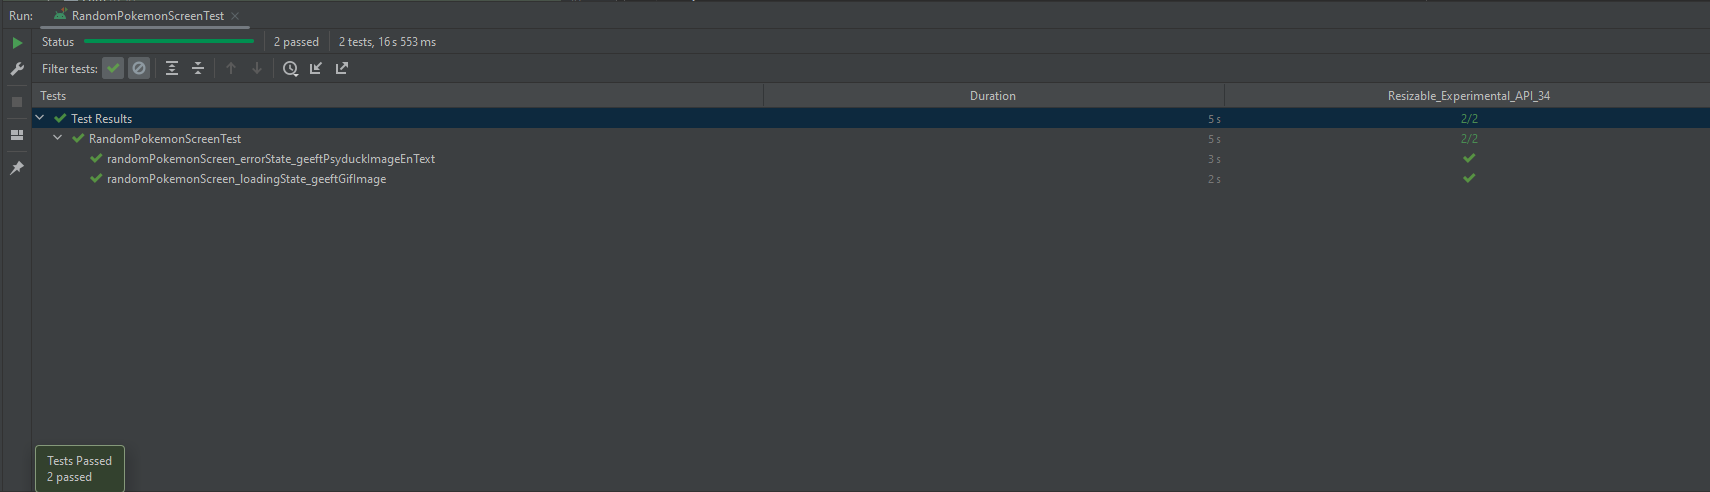 Run: RandomPokemonScreenTest
Status 2 passed 2 tests, 16 s 553 ms
Filter tests:
Tests Duration Resizable_Experimental_API_34
Test Results 5 s 2/2
RandomPokemonScreenTest 5 s 2/2
randomPokemonScreen_errorState_geeftPsyduckImageEnText 3 s
randomPokemonScreen_loadingState_geeftGifImage 2 s
Tests Passed
2 passed